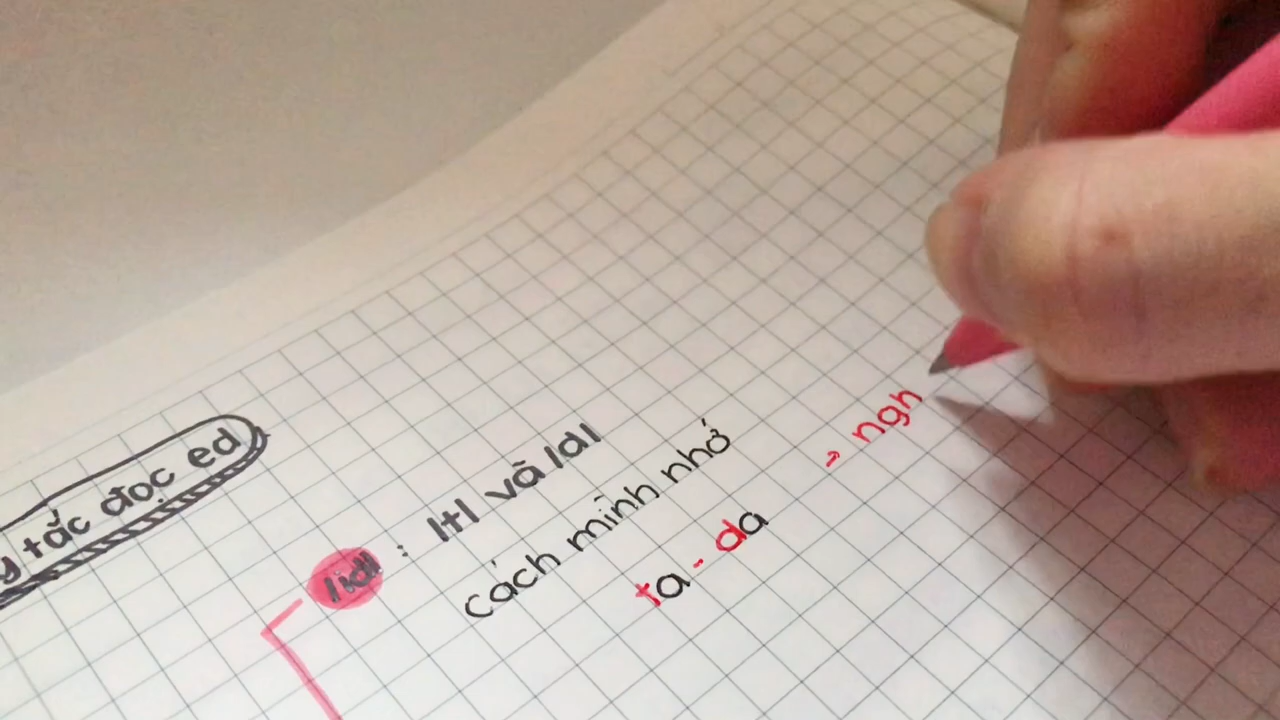 y tắc đọc ed
/id/ : /t/ và /d/
cách mình nhớ
ta - da → ngh